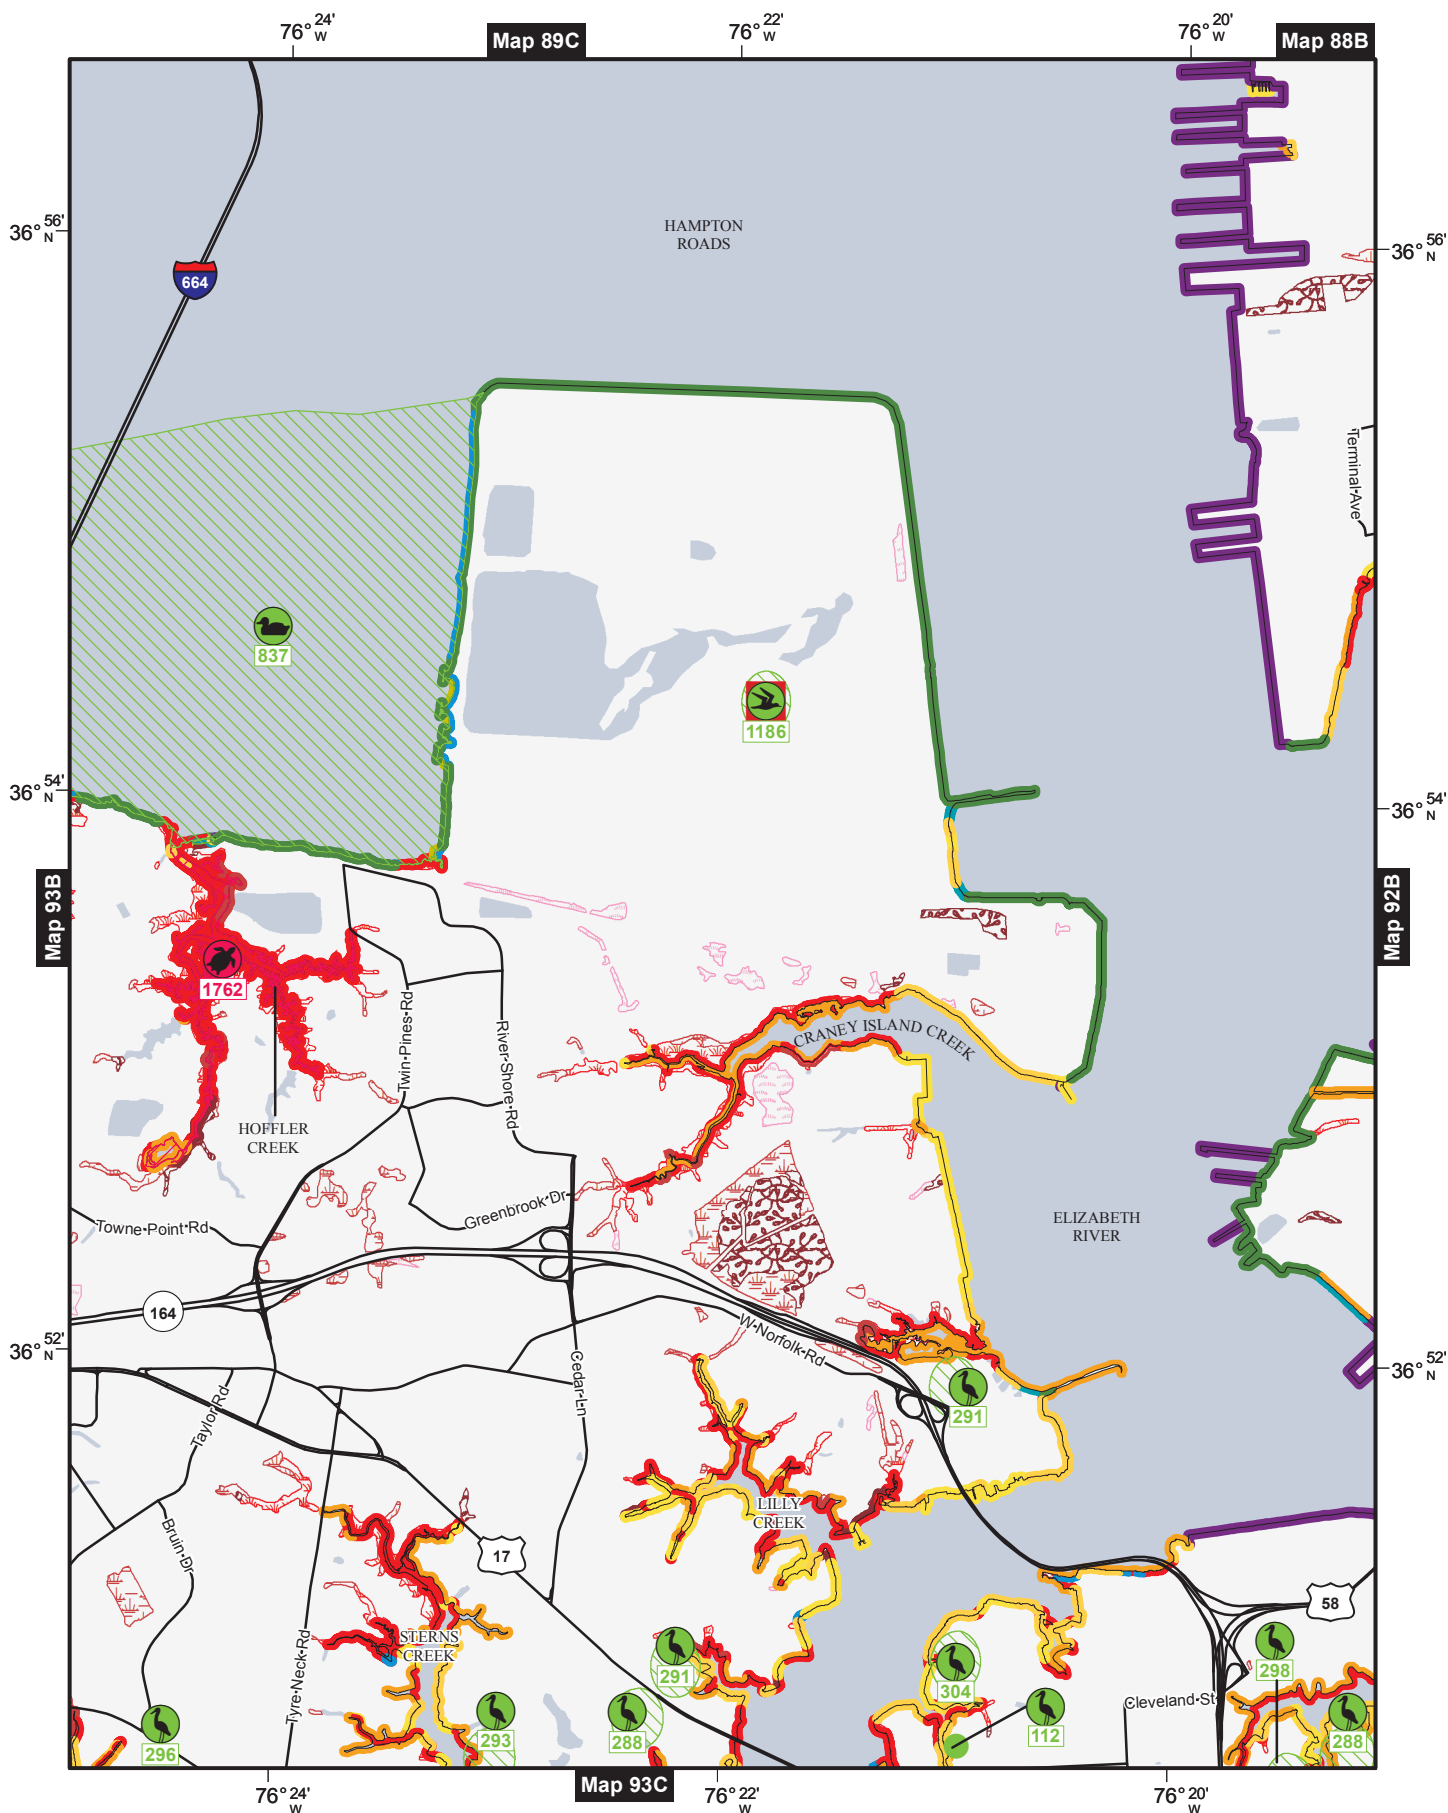 76° 24' W
76° 22' W
76° 20' W
Map 89C
Map 88B
HAMPTON
ROADS
36° 56' N
36° 56' N
664
Terminal Ave
837
1186
36° 54' N
36° 54' N
Map 93B
Map 92B
1762
Twin Pines Rd
River Shore Rd
CRANEY ISLAND CREEK
HOFFLER
CREEK
Greenbrook Dr
Towne Point Rd
ELIZABETH
RIVER
164
W Norfolk Rd
36° 52' N
36° 52' N
Cedar Ln
Taylor Rd
291
LILLY
CREEK
Bruin Dr
17
58
STERNS
CREEK
Tyre Neck Rd
291
304
298
Cleveland St
296
293
288
112
288
Map 93C
76° 24' W
76° 22' W
76° 20' W